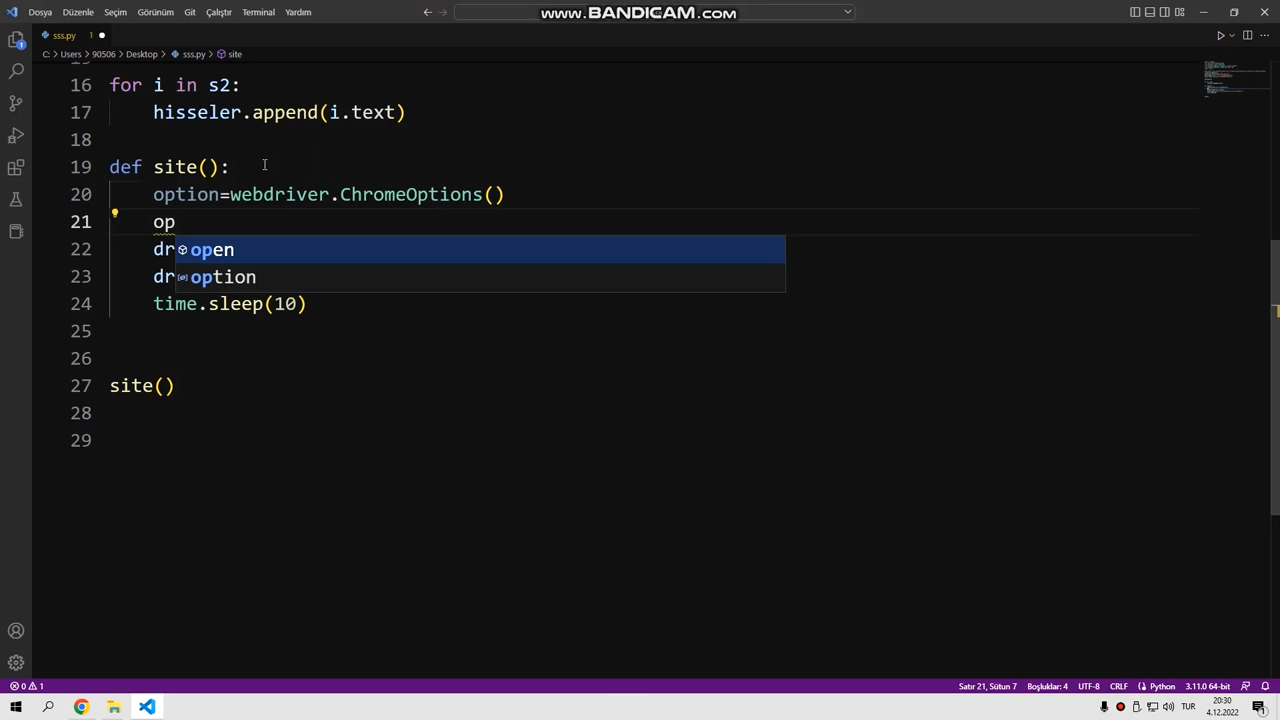 Dosya Düzenle Seçim Görünüm Git Çalıştır Terminal Yardım
www.BANDICAM.com
sss.py 1
C: > Users > 90506 > Desktop > sss.py > site
16 for i in s2:
17 hisseler.append(i.text)
18
19 def site():
20 option=webdriver.ChromeOptions()
21 op
22 dr
open
23 dr
option
24 time.sleep(10)
25
26
27 site()
28
29
0 1 Satır 21, Sütun 7 Boşluklar: 4 UTF-8 CRLF Python 3.11.0 64-bit
TUR 20:30
4.12.2022